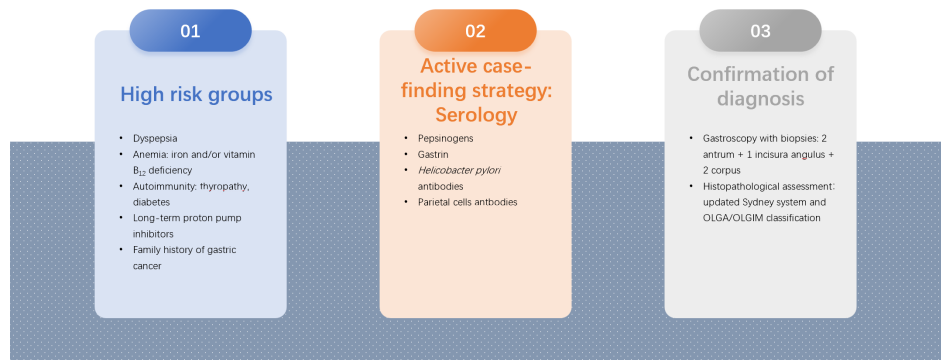 01
High risk groups
• Dyspepsia
• Anemia: iron and/or vitamin
B₁₂ deficiency
• Autoimmunity: thyropathy,
diabetes
• Long-term proton pump
inhibitors
• Family history of gastric
cancer
02
Active case-
finding strategy:
Serology
• Pepsinogens
• Gastrin
• Helicobacter pylori
antibodies
• Parietal cells antibodies
03
Confirmation of
diagnosis
• Gastroscopy with biopsies: 2
antrum + 1 incisura angulus +
2 corpus
• Histopathological assessment:
updated Sydney system and
OLGA/OLGIM classification